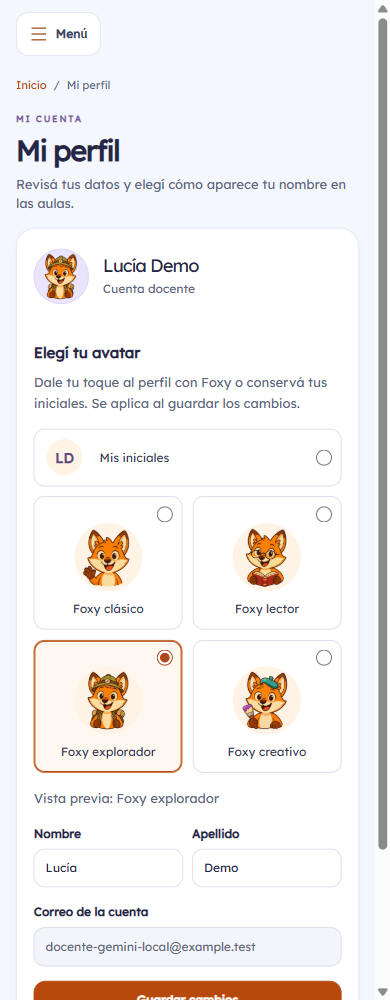 Menú
Inicio / Mi perfil
MI CUENTA
Mi perfil
Revisá tus datos y elegí cómo aparece tu nombre en
las aulas.
Lucía Demo
Cuenta docente
Elegí tu avatar
Dale tu toque al perfil con Foxy o conservá tus
iniciales. Se aplica al guardar los cambios.
LD Mis iniciales
Foxy clásico Foxy lector
Foxy explorador Foxy creativo
Vista previa: Foxy explorador
Nombre Apellido
Lucía Demo
Correo de la cuenta
docente-gemini-local@example.test
Guardar cambios